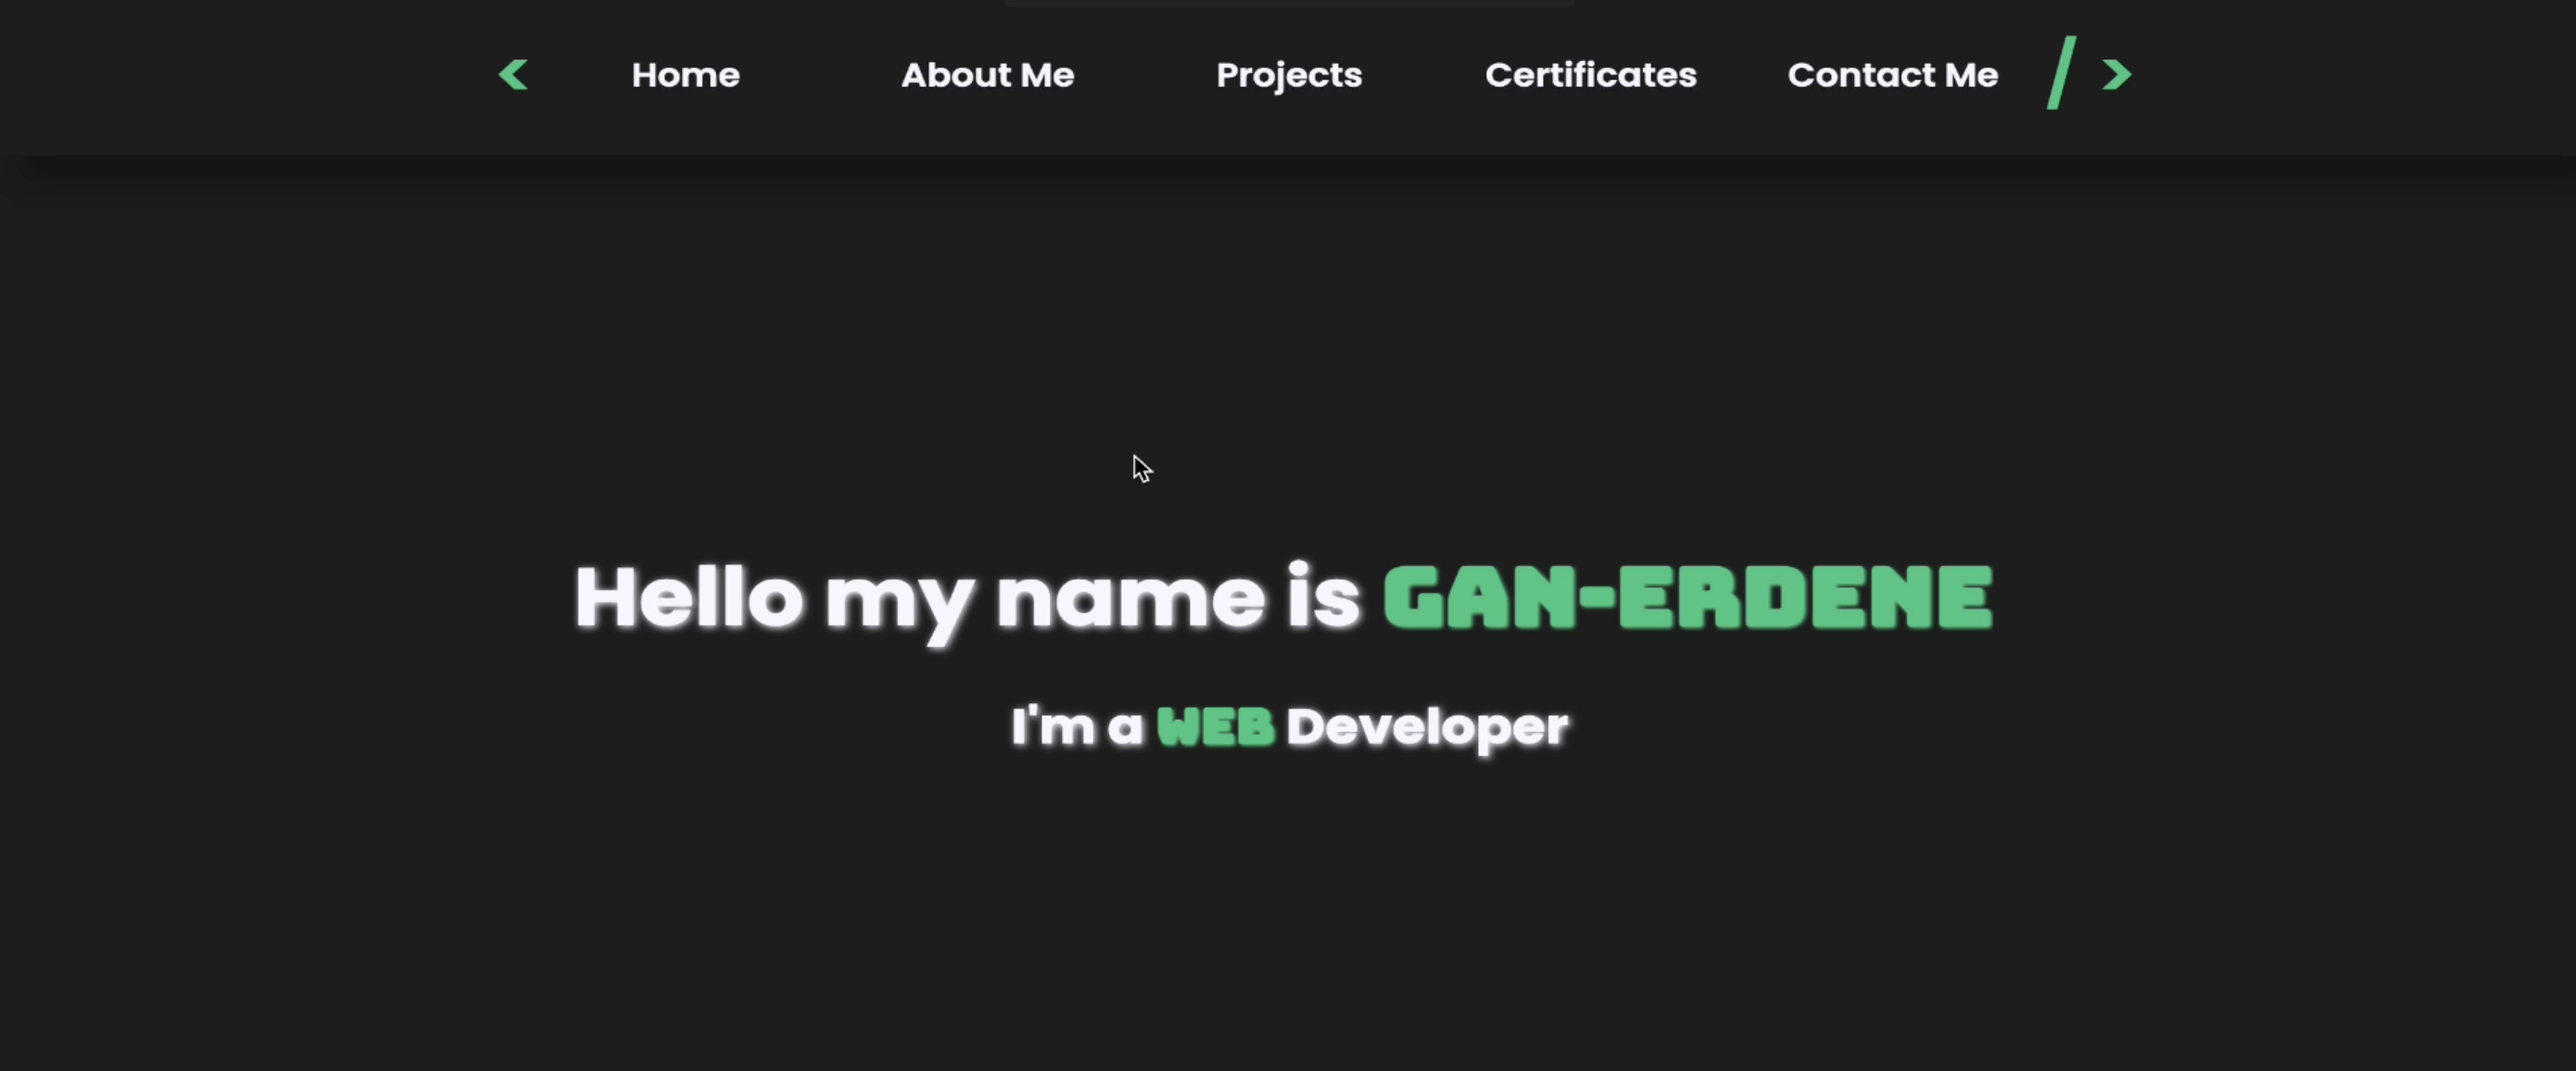 < Home About Me Projects Certificates Contact Me / >
Hello my name is GAN-ERDENE
I'm a WEB Developer